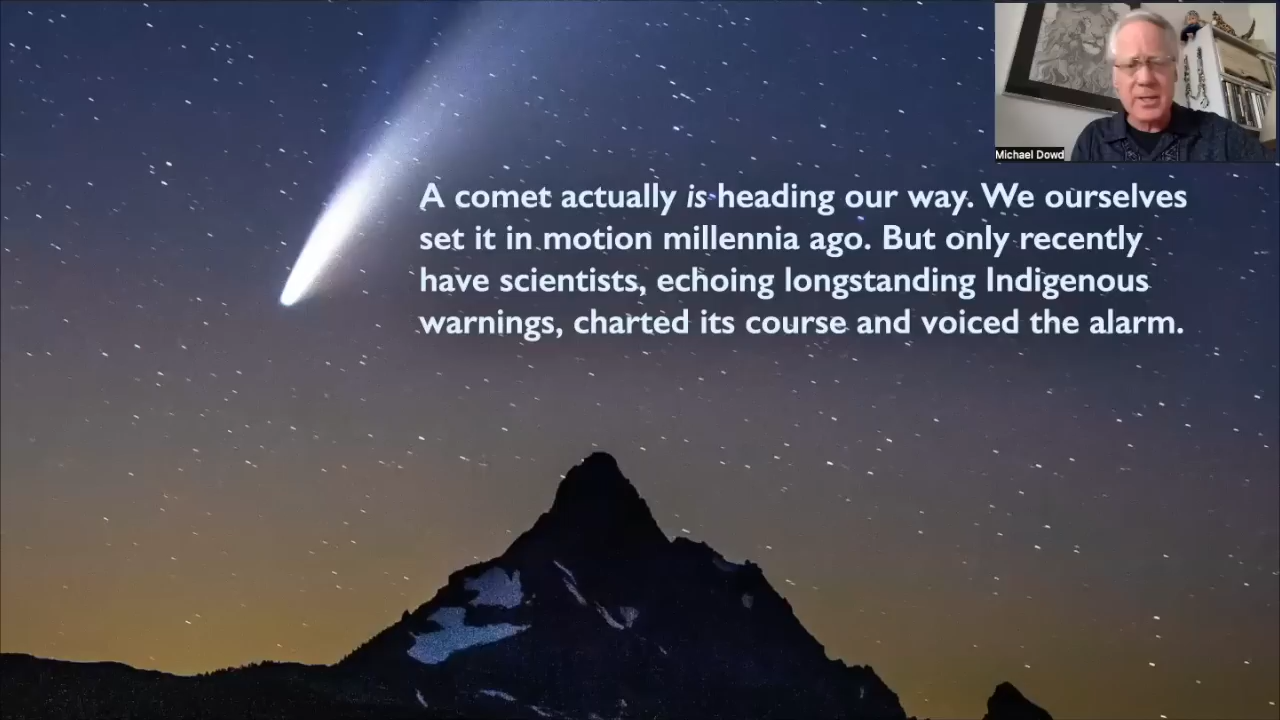 Michael Dowd
A comet actually is heading our way. We ourselves
set it in motion millennia ago. But only recently
have scientists, echoing longstanding Indigenous
warnings, charted its course and voiced the alarm.